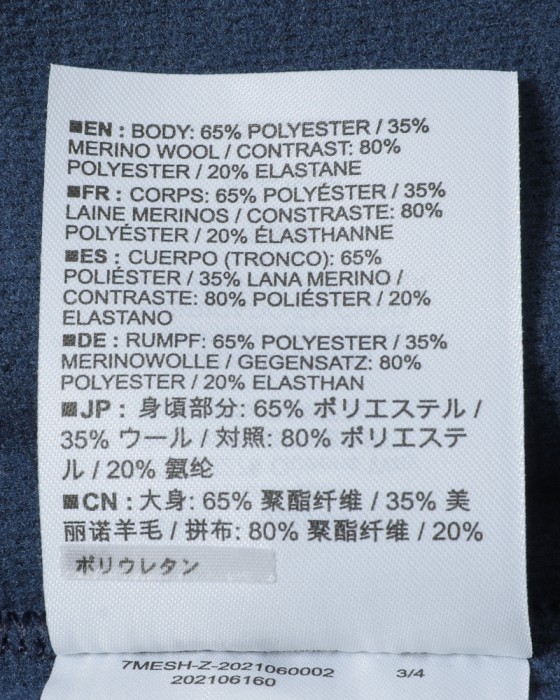 EN : BODY: 65% POLYESTER / 35%
MERINO WOOL / CONTRAST: 80%
POLYESTER / 20% ELASTANE
FR : CORPS: 65% POLYÉSTER / 35%
LAINE MERINOS / CONSTRASTE: 80%
POLYÉSTER / 20% ÉLASTHANNE
ES : CUERPO (TRONCO): 65%
POLIÉSTER / 35% LANA MERINO /
CONTRASTE: 80% POLIÉSTER / 20%
ELASTANO
DE : RUMPF: 65% POLYESTER / 35%
MERINOWOLLE / GEGENSATZ: 80%
POLYESTER / 20% ELASTHAN
JP : 身頃部分: 65% ポリエステル /
35% ウール / 対照: 80% ポリエステ
ル / 20% 氨纶
CN : 大身: 65% 聚酯纤维 / 35% 美
丽诺羊毛 / 拼布: 80% 聚酯纤维 / 20%
ポリウレタン
7MESH-Z-2021060002 3/4
202106160